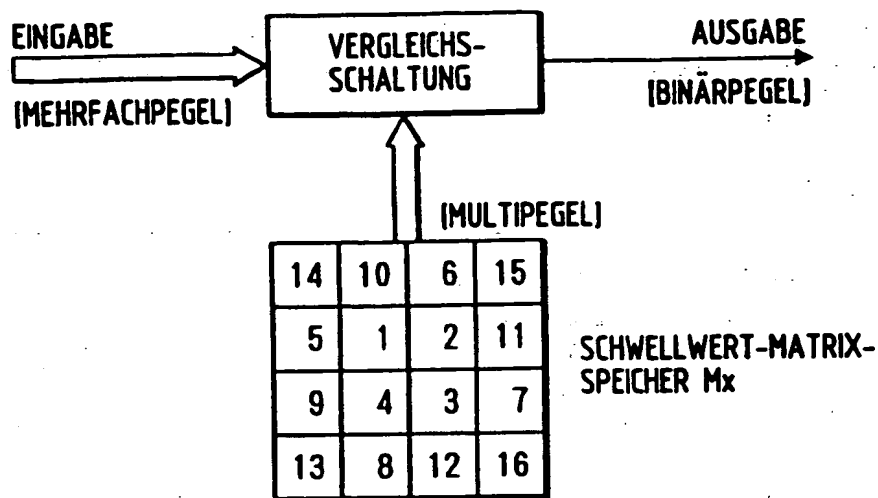 EINGABE
[MEHRFACHPEGEL]
VERGLEICHS-
SCHALTUNG
AUSGABE
[BINÄRPEGEL]
[MULTIPEGEL]
14 10 6 15
5 1 2 11
9 4 3 7
13 8 12 16
SCHWELLWERT-MATRIX-
SPEICHER Mx